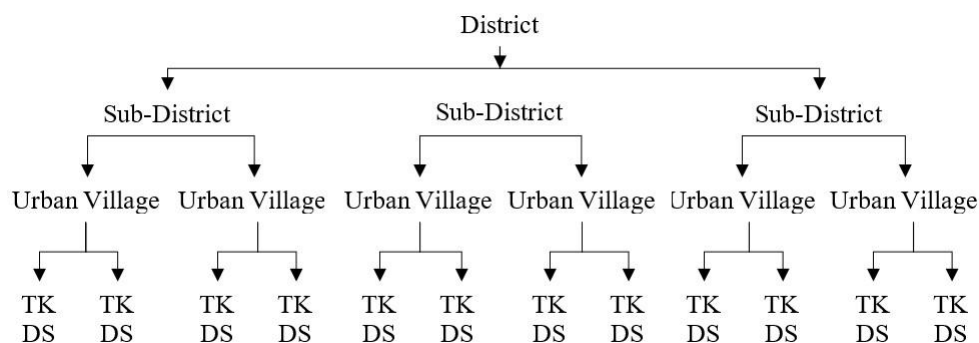 District
Sub-District Sub-District Sub-District
Urban Village Urban Village Urban Village Urban Village Urban Village Urban Village
TK TK TK TK TK TK TK TK TK TK TK TK
DS DS DS DS DS DS DS DS DS DS DS DS